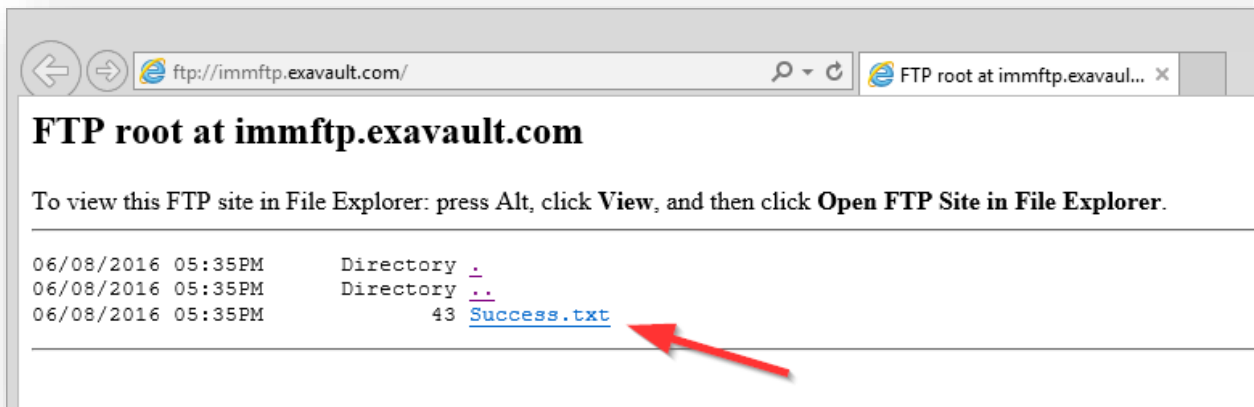 ftp://immftp.exavault.com/
FTP root at immftp.exavaul...
FTP root at immftp.exavault.com
To view this FTP site in File Explorer: press Alt, click View, and then click Open FTP Site in File Explorer.
06/08/2016 05:35PM Directory .
06/08/2016 05:35PM Directory ..
06/08/2016 05:35PM 43 Success.txt